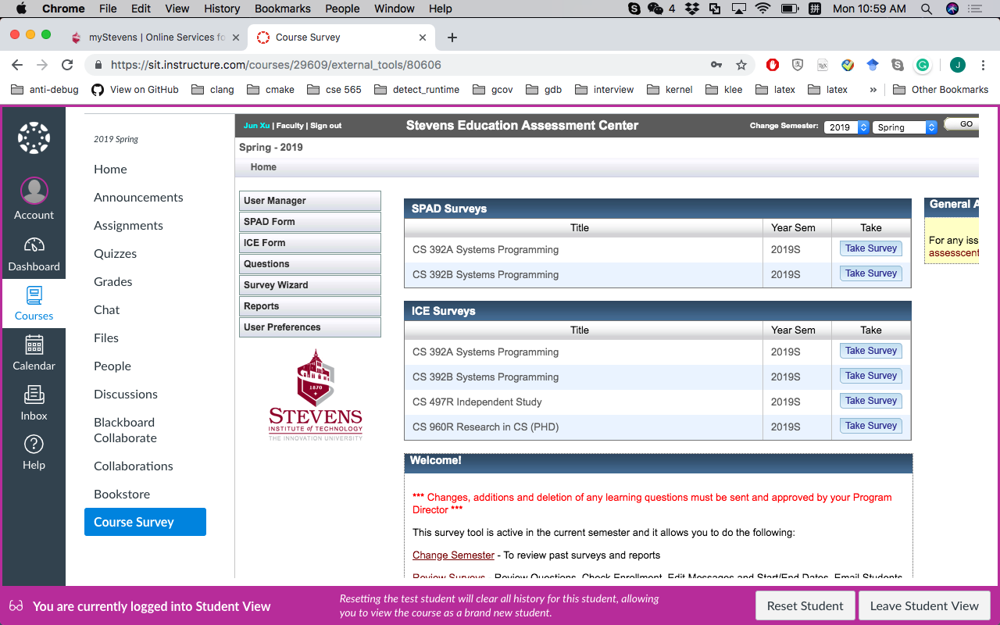 Chrome File Edit View History Bookmarks People Window Help 4 Mon 10:59 AM
myStevens | Online Services fo
Course Survey
https://sit.instructure.com/courses/29609/external_tools/80606 J
anti-debug View on GitHub clang cmake cse 565 detect_runtime gcov gdb interview kernel klee latex latex » Other Bookmarks
Account
Dashboard
Courses
Calendar
Inbox
Help
2019 Spring
Home
Announcements
Assignments
Quizzes
Grades
Chat
Files
People
Discussions
Blackboard
Collaborate
Collaborations
Bookstore
Course Survey
Jun Xu | Faculty | Sign out Stevens Education Assessment Center Change Semester: 2019 Spring GO
Spring - 2019
Home
User Manager
SPAD Form
ICE Form
Questions
Survey Wizard
Reports
User Preferences
1870
STEVENS
INSTITUTE of TECHNOLOGY
THE INNOVATION UNIVERSITY
SPAD Surveys
Title Year Sem Take
CS 392A Systems Programming 2019S Take Survey
CS 392B Systems Programming 2019S Take Survey
ICE Surveys
Title Year Sem Take
CS 392A Systems Programming 2019S Take Survey
CS 392B Systems Programming 2019S Take Survey
CS 497R Independent Study 2019S Take Survey
CS 960R Research in CS (PHD) 2019S Take Survey
Welcome!
*** Changes, additions and deletion of any learning questions must be sent and approved by your Program
Director ***
This survey tool is active in the current semester and it allows you to do the following:
Change Semester - To review past surveys and reports
Review Surveys - Review Questions, Check Enrollment, Edit Messages and Start/End Dates, Email Students
General A
For any iss
assesscent
You are currently logged into Student View
Resetting the test student will clear all history for this student, allowing
you to view the course as a brand new student.
Reset Student
Leave Student View